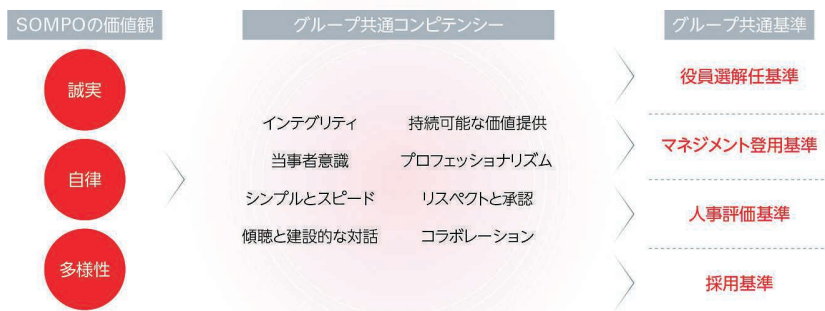 SOMPOの価値観
誠実
自律
多様性
グループ共通コンピテンシー
インテグリティ
持続可能な価値提供
当事者意識
プロフェッショナリズム
シンプルとスピード
リスペクトと承認
傾聴と建設的な対話
コラボレーション
グループ共通基準
役員選解任基準
マネジメント登用基準
人事評価基準
採用基準